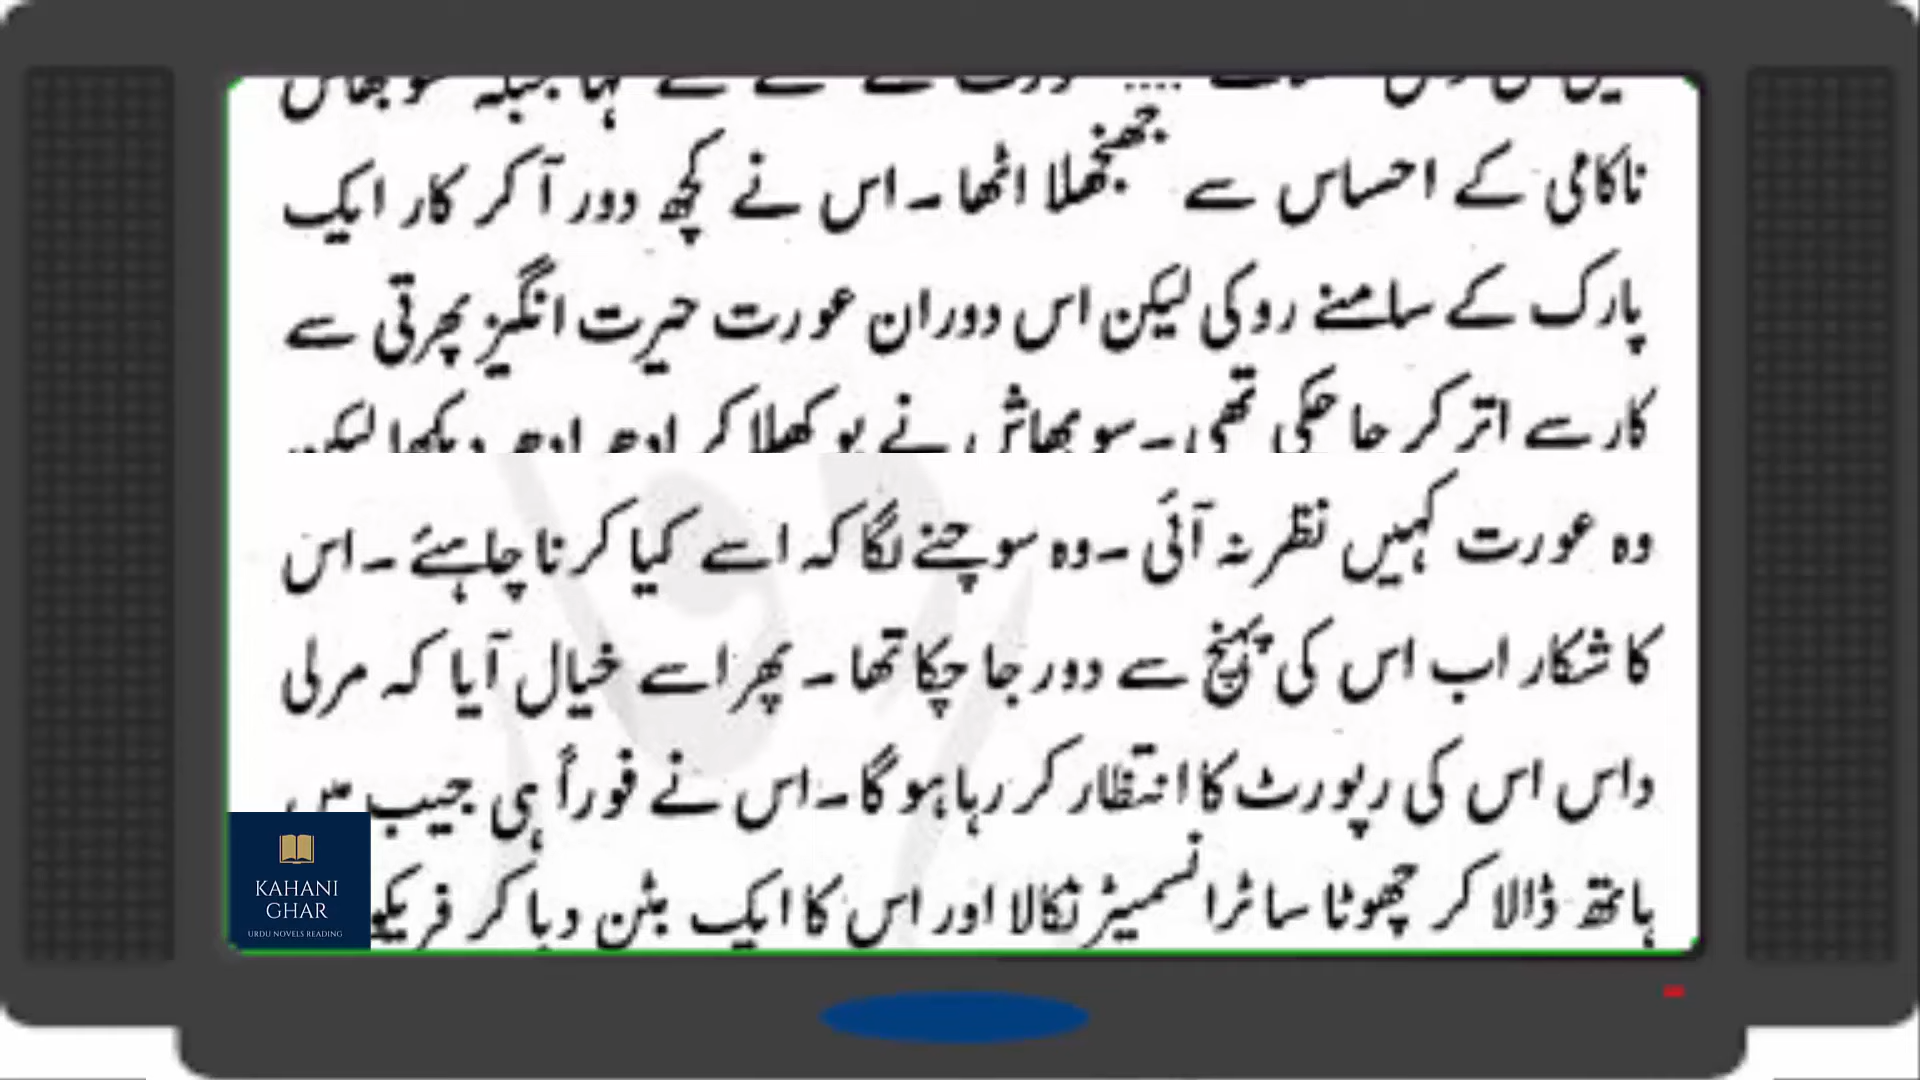 ناکامی کے احساس سے جھنجھلا اٹھا۔اس نے کچھ دور آ کر کار ایک
پارک کے سامنے روکی لیکن اس دوران عورت حیرت انگیز پھرتی سے
کار سے اتر کر جا چکی تھی۔سوبھاش نے بوکھلا کر ادھر ادھر دیکھا لیکن
وہ عورت کہیں نظر نہ آئی۔وہ سوچنے لگا کہ اسے کیا کرنا چاہئے۔اس
کا شکار اب اس کی پہنچ سے دور جا چکا تھا۔ پھر اسے خیال آیا کہ مرلی
داس اس کی رپورٹ کا انتظار کر رہا ہو گا۔اس نے فوراً ہی جیب میں
ہاتھ ڈالا کر چھوٹا سا ٹرانسمیٹر نکالا اور اس کا ایک بٹن دبا کر
KAHANI
GHAR
URDU NOVELS READING